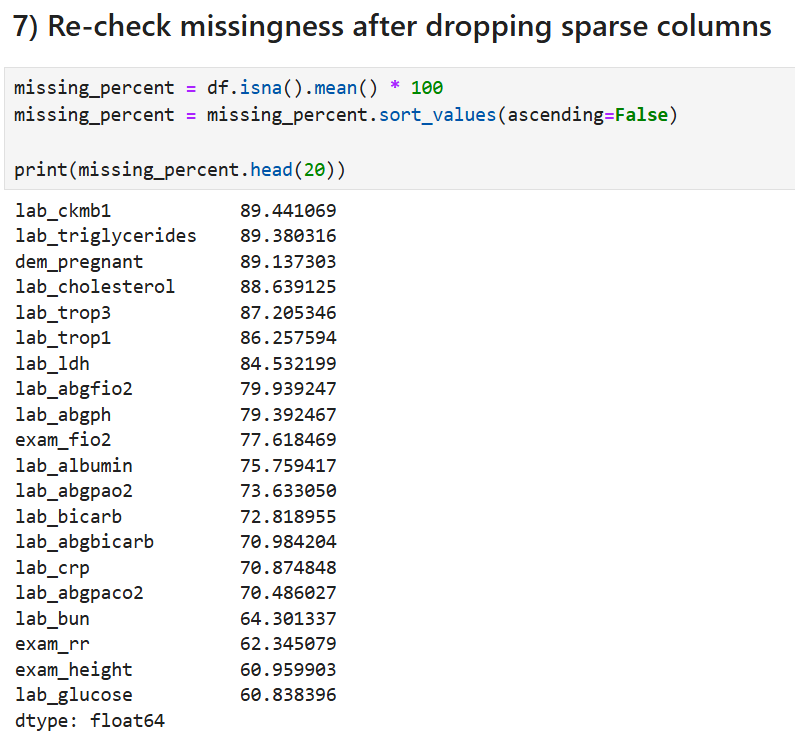 7) Re-check missingness after dropping sparse columns
missing_percent = df.isna().mean() * 100
missing_percent = missing_percent.sort_values(ascending=False)
print(missing_percent.head(20))
lab_ckmb1 89.441069
lab_triglycerides 89.380316
dem_pregnant 89.137303
lab_cholesterol 88.639125
lab_trop3 87.205346
lab_trop1 86.257594
lab_ldh 84.532199
lab_abgfio2 79.939247
lab_abgph 79.392467
exam_fio2 77.618469
lab_albumin 75.759417
lab_abgpao2 73.633050
lab_bicarb 72.818955
lab_abgbicarb 70.984204
lab_crp 70.874848
lab_abgpaco2 70.486027
lab_bun 64.301337
exam_rr 62.345079
exam_height 60.959903
lab_glucose 60.838396
dtype: float64